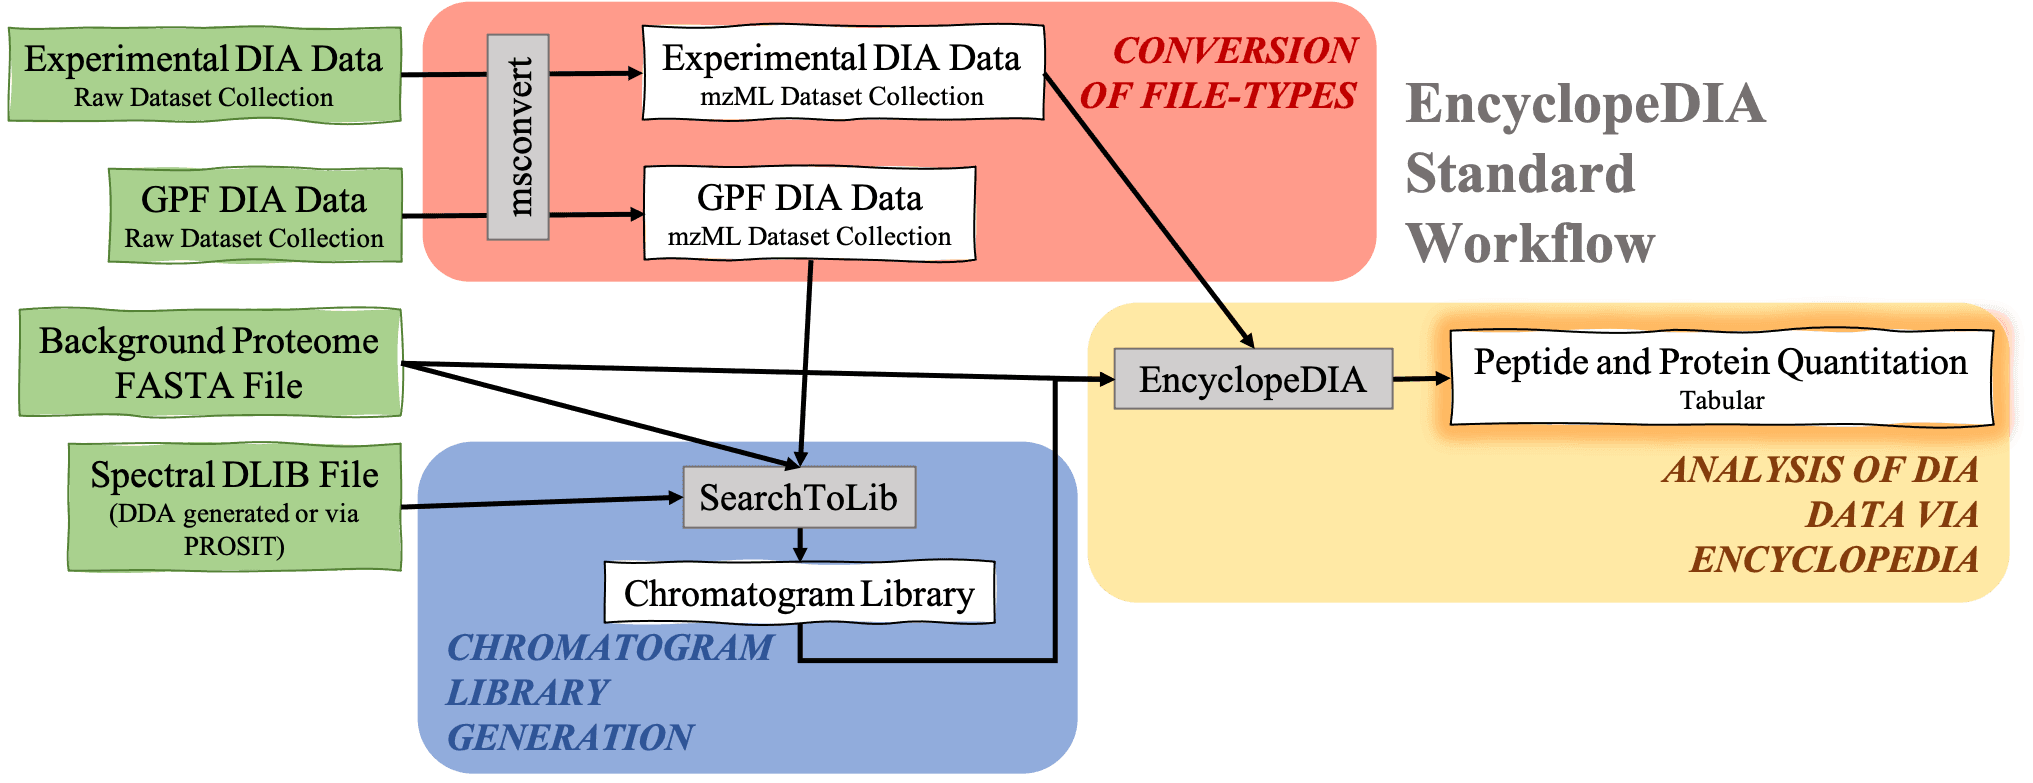 Experimental DIA Data
Raw Dataset Collection
msconvert
Experimental DIA Data
mzML Dataset Collection
CONVERSION
OF FILE-TYPES
EncyclopeDIA
Standard
Workflow
GPF DIA Data
Raw Dataset Collection
GPF DIA Data
mzML Dataset Collection
Background Proteome
FASTA File
EncyclopeDIA
Peptide and Protein Quantitation
Tabular
ANALYSIS OF DIA
DATA VIA
ENCYCLOPEDIA
Spectral DLIB File
(DDA generated or via
PROSIT)
SearchToLib
Chromatogram Library
CHROMATOGRAM
LIBRARY
GENERATION